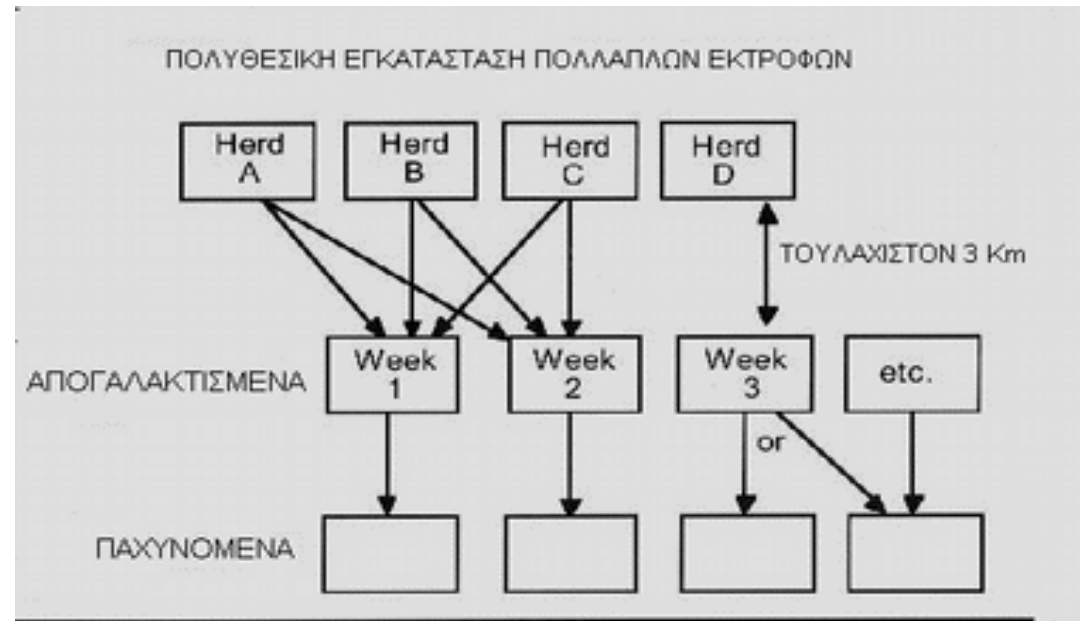 ΠΟΛΥΘΕΣΙΚΗ ΕΓΚΑΤΑΣΤΑΣΗ ΠΟΛΛΑΠΛΩΝ ΕΚΤΡΟΦΩΝ
Herd
A
Herd
B
Herd
C
Herd
D
ΤΟΥΛΑΧΙΣΤΟΝ 3 Km
ΑΠΟΓΑΛΑΚΤΙΣΜΕΝΑ
Week
1
Week
2
Week
3
etc.
or
ΠΑΧΥΝΟΜΕΝΑ